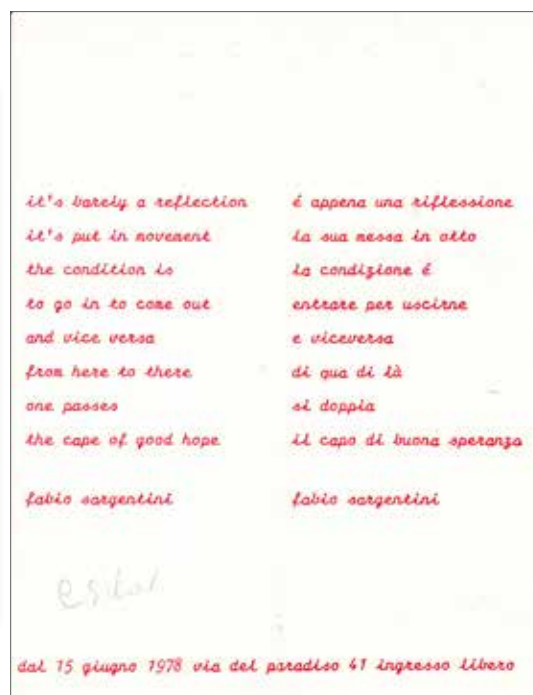 it's barely a reflection
it's put in movement
the condition is
to go in to come out
and vice versa
from here to there
one passes
the cape of good hope
fabio sargentini
é appena una riflessione
la sua messa in atto
la condizione é
entrare per uscirne
e viceversa
di qua di là
si doppia
il capo di buona speranza
fabio sargentini
dal 15 giugno 1978 via del paradiso 41 ingresso libero